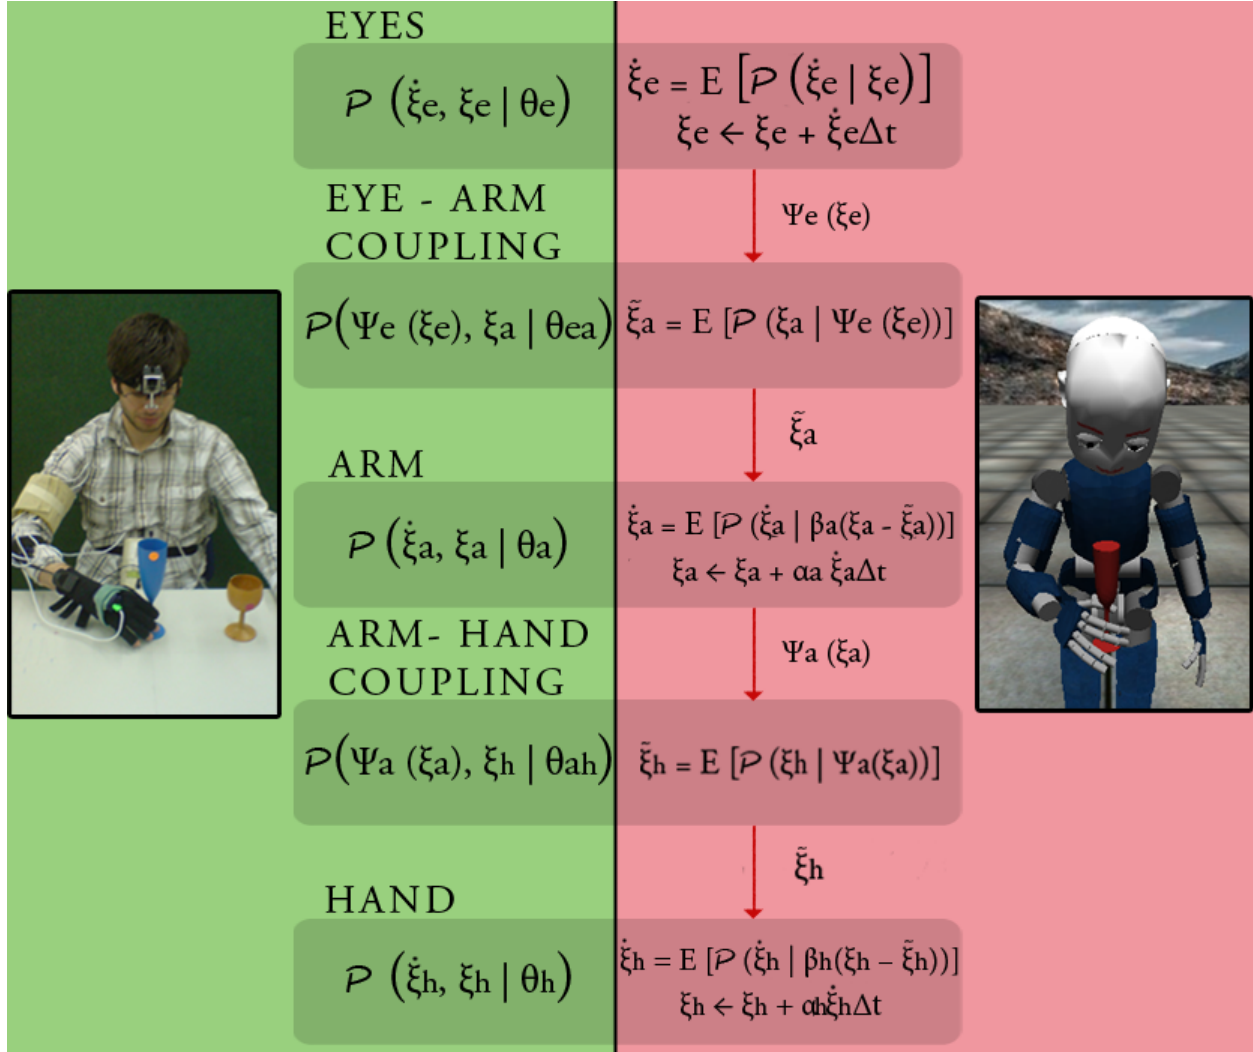 EYES
𝒫 (ξ̇e, ξe | θe)
ξ̇e = E [𝒫 (ξ̇e | ξe)]
ξe ← ξe + ξ̇eΔt
Ψe (ξe)
EYE - ARM
COUPLING
𝒫(Ψe (ξe), ξa | θea)
ξ̃a = E [𝒫 (ξa | Ψe (ξe))]
ξ̃a
ARM
𝒫 (ξ̇a, ξa | θa)
ξ̇a = E [𝒫 (ξ̇a | βa(ξa - ξ̃a))]
ξa ← ξa + αa ξ̇aΔt
Ψa (ξa)
ARM- HAND
COUPLING
𝒫(Ψa (ξa), ξh | θah)
ξ̃h = E [𝒫 (ξh | Ψa(ξa))]
ξ̃h
HAND
𝒫 (ξ̇h, ξh | θh)
ξ̇h = E [𝒫 (ξ̇h | βh(ξh – ξ̃h))]
ξh ← ξh + αhξ̇hΔt